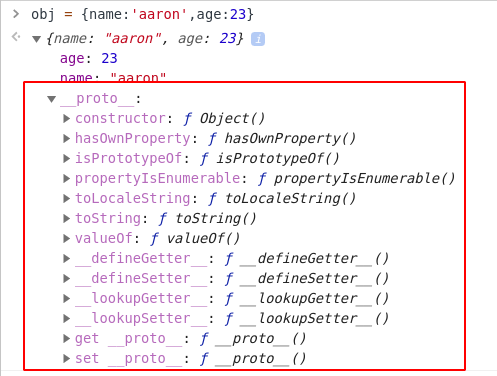 obj = {name:'aaron',age:23}
{name: "aaron", age: 23} i
age: 23
name: "aaron"
__proto__:
constructor: ƒ Object()
hasOwnProperty: ƒ hasOwnProperty()
isPrototypeOf: ƒ isPrototypeOf()
propertyIsEnumerable: ƒ propertyIsEnumerable()
toLocaleString: ƒ toLocaleString()
toString: ƒ toString()
valueOf: ƒ valueOf()
__defineGetter__: ƒ __defineGetter__()
__defineSetter__: ƒ __defineSetter__()
__lookupGetter__: ƒ __lookupGetter__()
__lookupSetter__: ƒ __lookupSetter__()
get __proto__: ƒ __proto__()
set __proto__: ƒ __proto__()